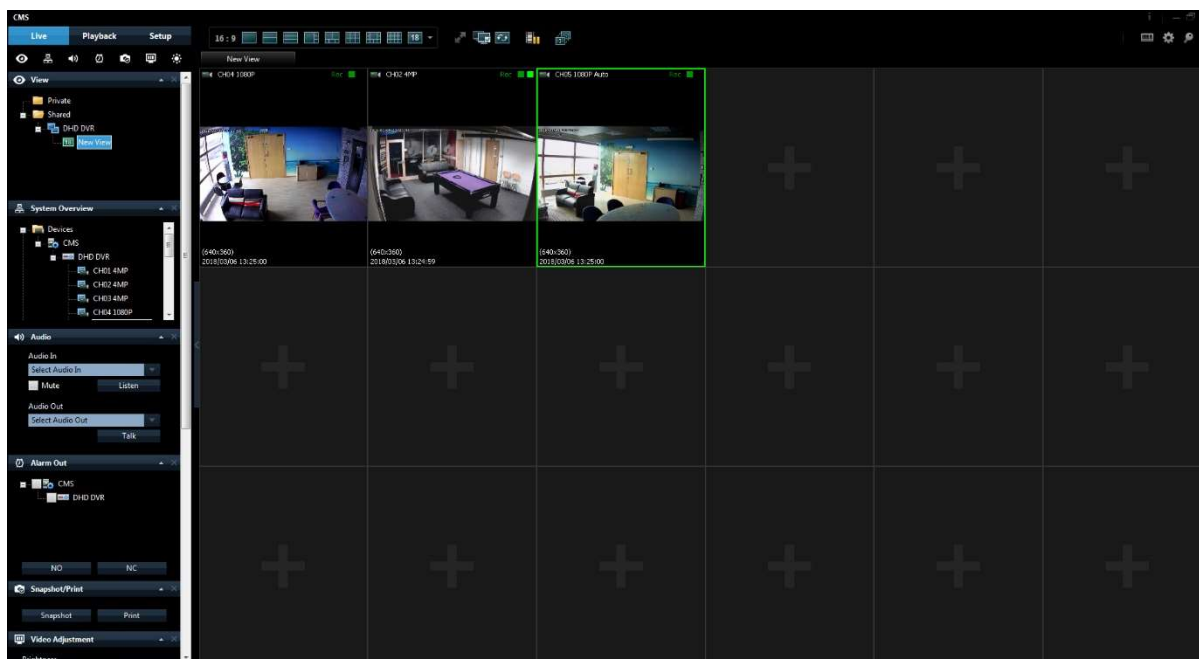 CMS
Live Playback Setup
16 : 9 18
New View
View
Private
Shared
DHD DVR
New View
CH04 1080P Rec
CH02 4MP Rec
CH05 1080P Auto Rec
(640x360)
2018/03/06 13:25:00
(640x360)
2018/03/06 13:24:59
(640x360)
2018/03/06 13:25:00
System Overview
Devices
CMS
DHD DVR
CH01 4MP
CH02 4MP
CH03 4MP
CH04 1080P
Audio
Audio In
Select Audio In
Mute Listen
Audio Out
Select Audio Out
Talk
Alarm Out
CMS
DHD DVR
NO NC
Snapshot/Print
Snapshot Print
Video Adjustment